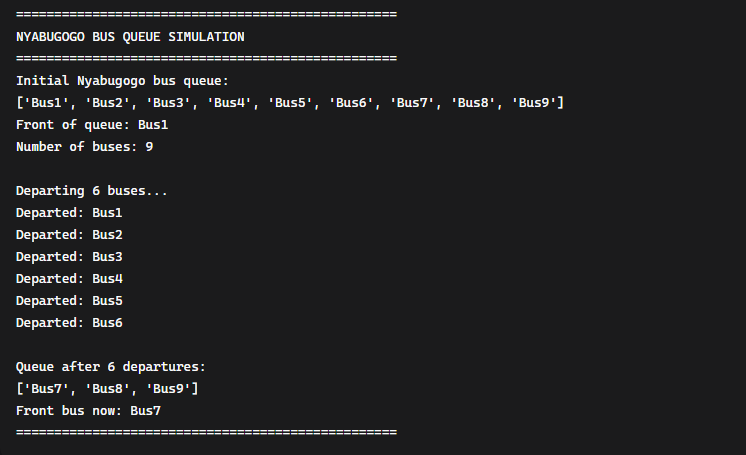 ==================================================
NYABUGOGO BUS QUEUE SIMULATION
==================================================
Initial Nyabugogo bus queue:
['Bus1', 'Bus2', 'Bus3', 'Bus4', 'Bus5', 'Bus6', 'Bus7', 'Bus8', 'Bus9']
Front of queue: Bus1
Number of buses: 9

Departing 6 buses...
Departed: Bus1
Departed: Bus2
Departed: Bus3
Departed: Bus4
Departed: Bus5
Departed: Bus6

Queue after 6 departures:
['Bus7', 'Bus8', 'Bus9']
Front bus now: Bus7
==================================================